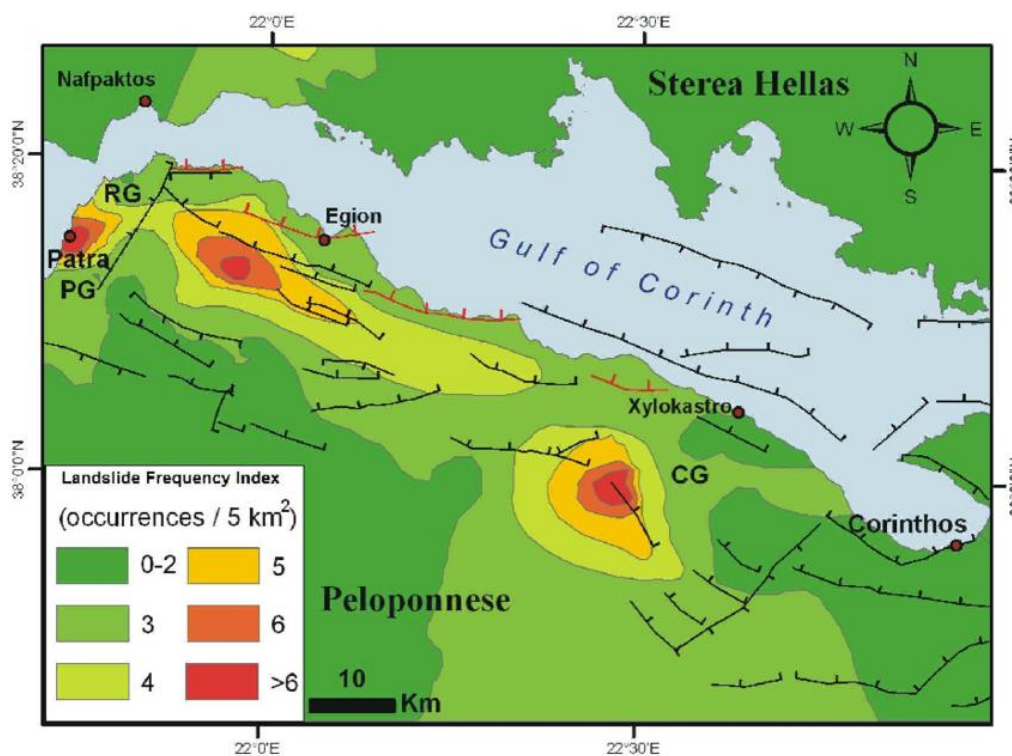 22°0'E 22°30'E
Nafpaktos
Sterea Hellas
N
W E
S
38°20'N
RG
Egion
Patra
PG
Gulf of Corinth
Xylokastro
38°0'0"N
CG
Landslide Frequency Index
(occurrences / 5 km²)
0-2 5
3 6
4 >6
Corinthos
Peloponnese
10
Km
22°0'E 22°30'E